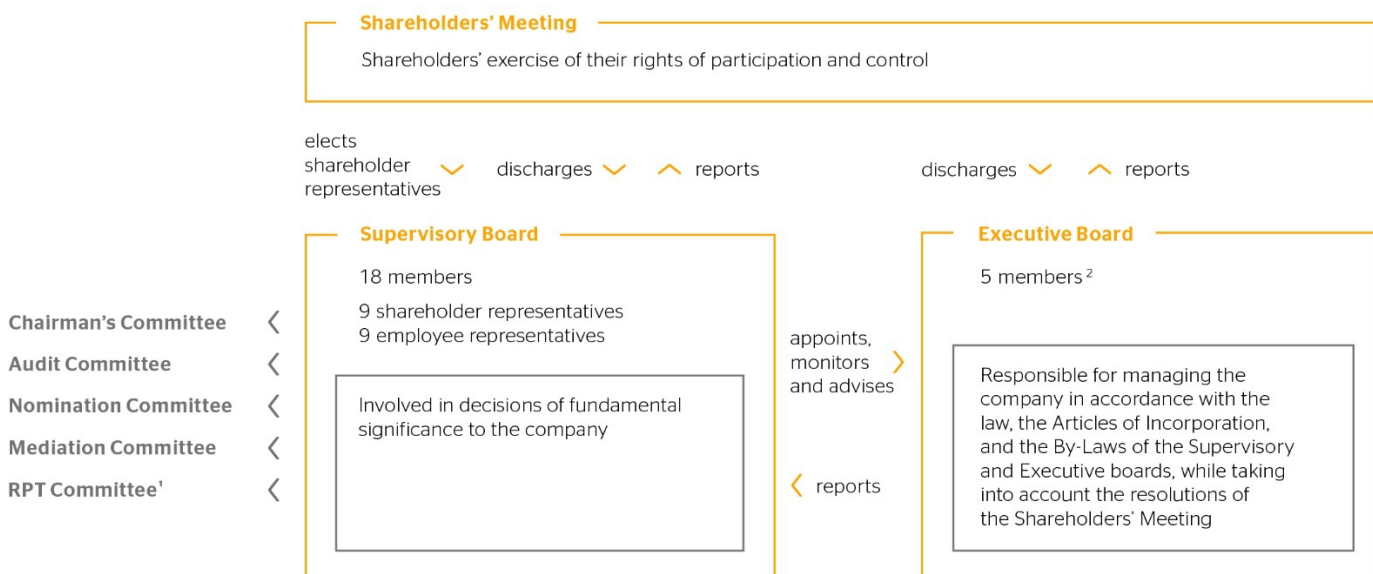 Shareholders’ Meeting
Shareholders’ exercise of their rights of participation and control
elects
shareholder
representatives
discharges
reports
discharges
reports
Supervisory Board
18 members
9 shareholder representatives
9 employee representatives
Involved in decisions of fundamental
significance to the company
Chairman’s Committee
Audit Committee
Nomination Committee
Mediation Committee
RPT Committee¹
appoints,
monitors
and advises
reports
Executive Board
5 members ²
Responsible for managing the
company in accordance with the
law, the Articles of Incorporation,
and the By-Laws of the Supervisory
and Executive boards, while taking
into account the resolutions of
the Shareholders’ Meeting